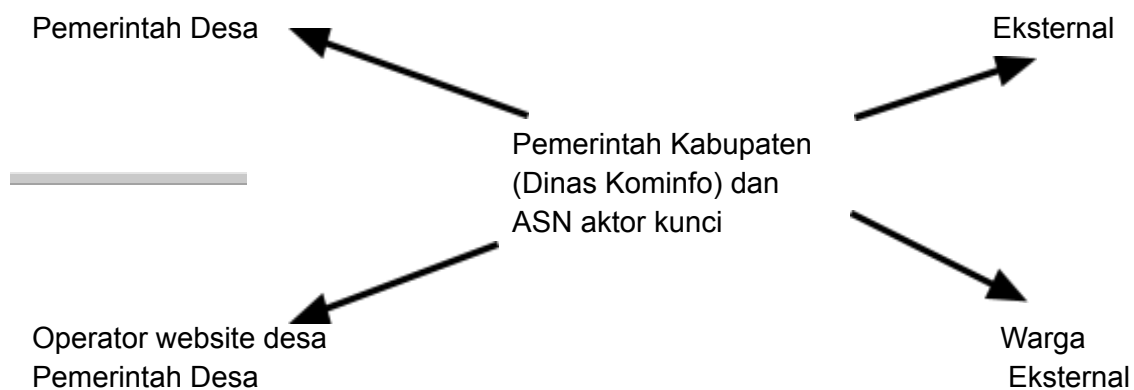 Pemerintah Desa
Eksternal
Pemerintah Kabupaten
(Dinas Kominfo) dan
ASN aktor kunci
Operator website desa
Pemerintah Desa
Warga
Eksternal